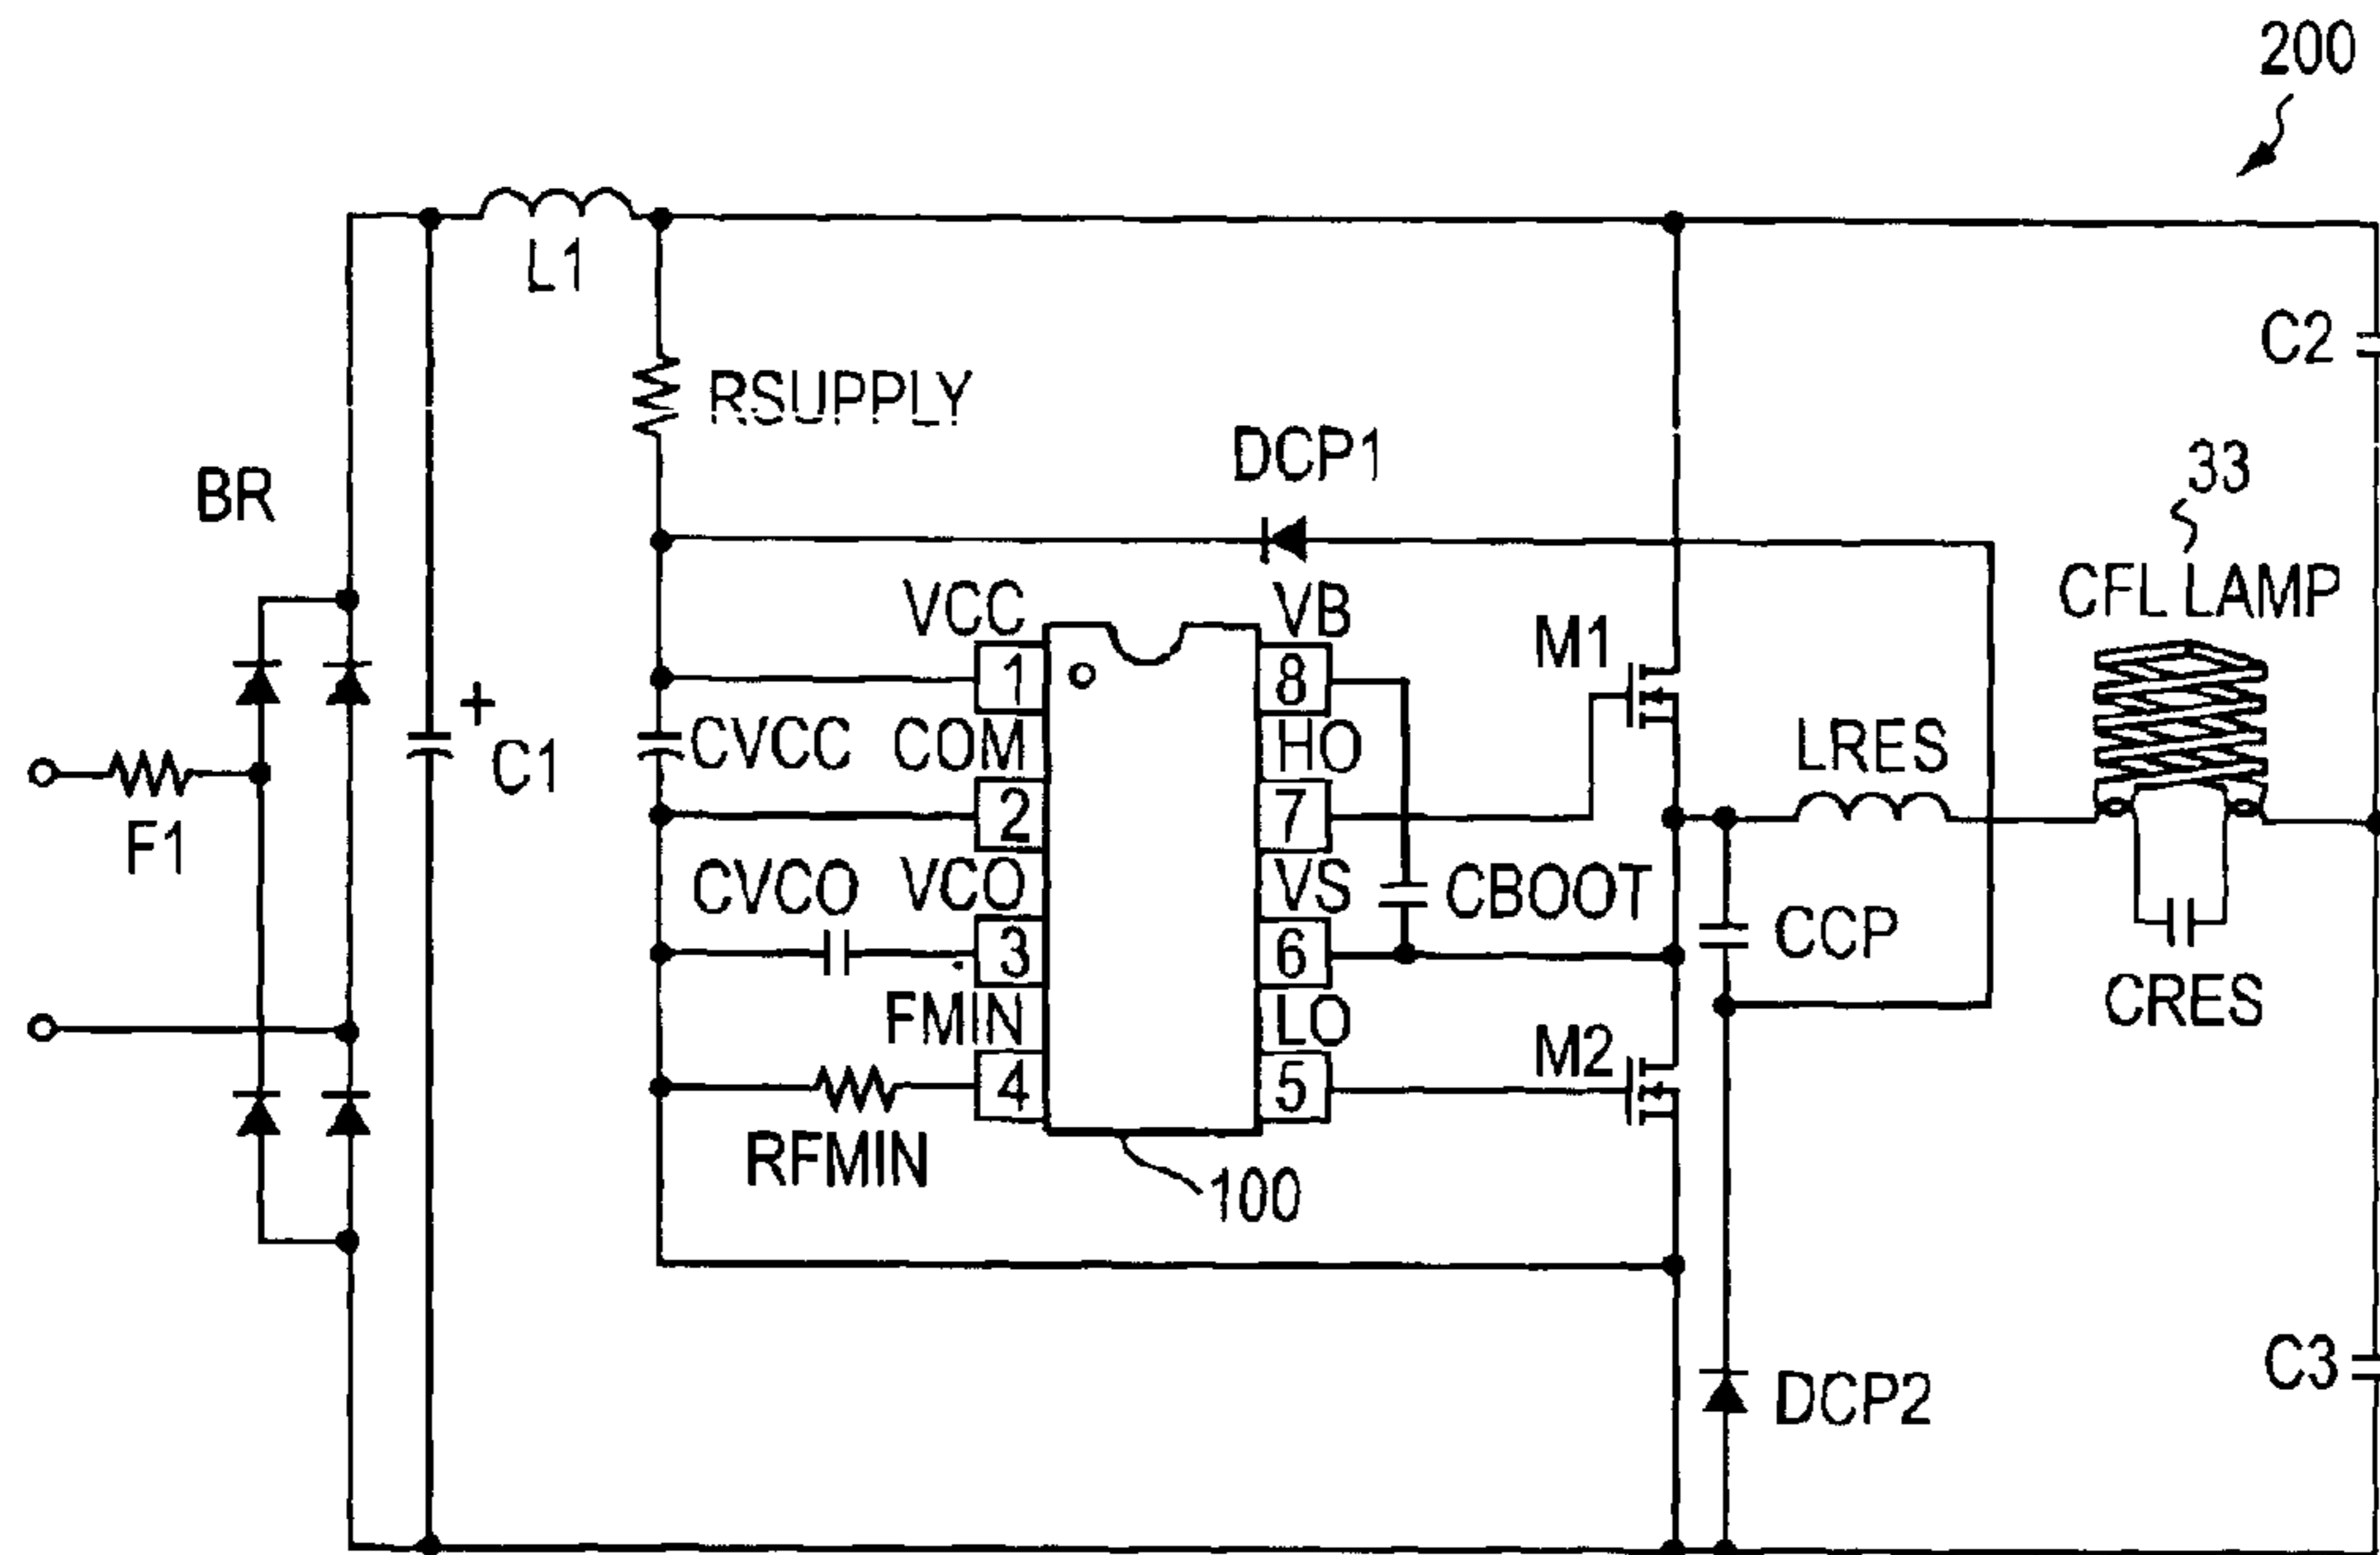 200
L1
C2
RSUPPLY
DCP1
33
BR
CFL LAMP
VCC
VB
M1
1
8
+
C1
CVCC
COM
HO
LRES
F1
2
7
CVCO
VCO
VS
CBOOT
CCP
3
6
CRES
FMIN
LO
M2
4
5
RFMIN
100
C3
DCP2